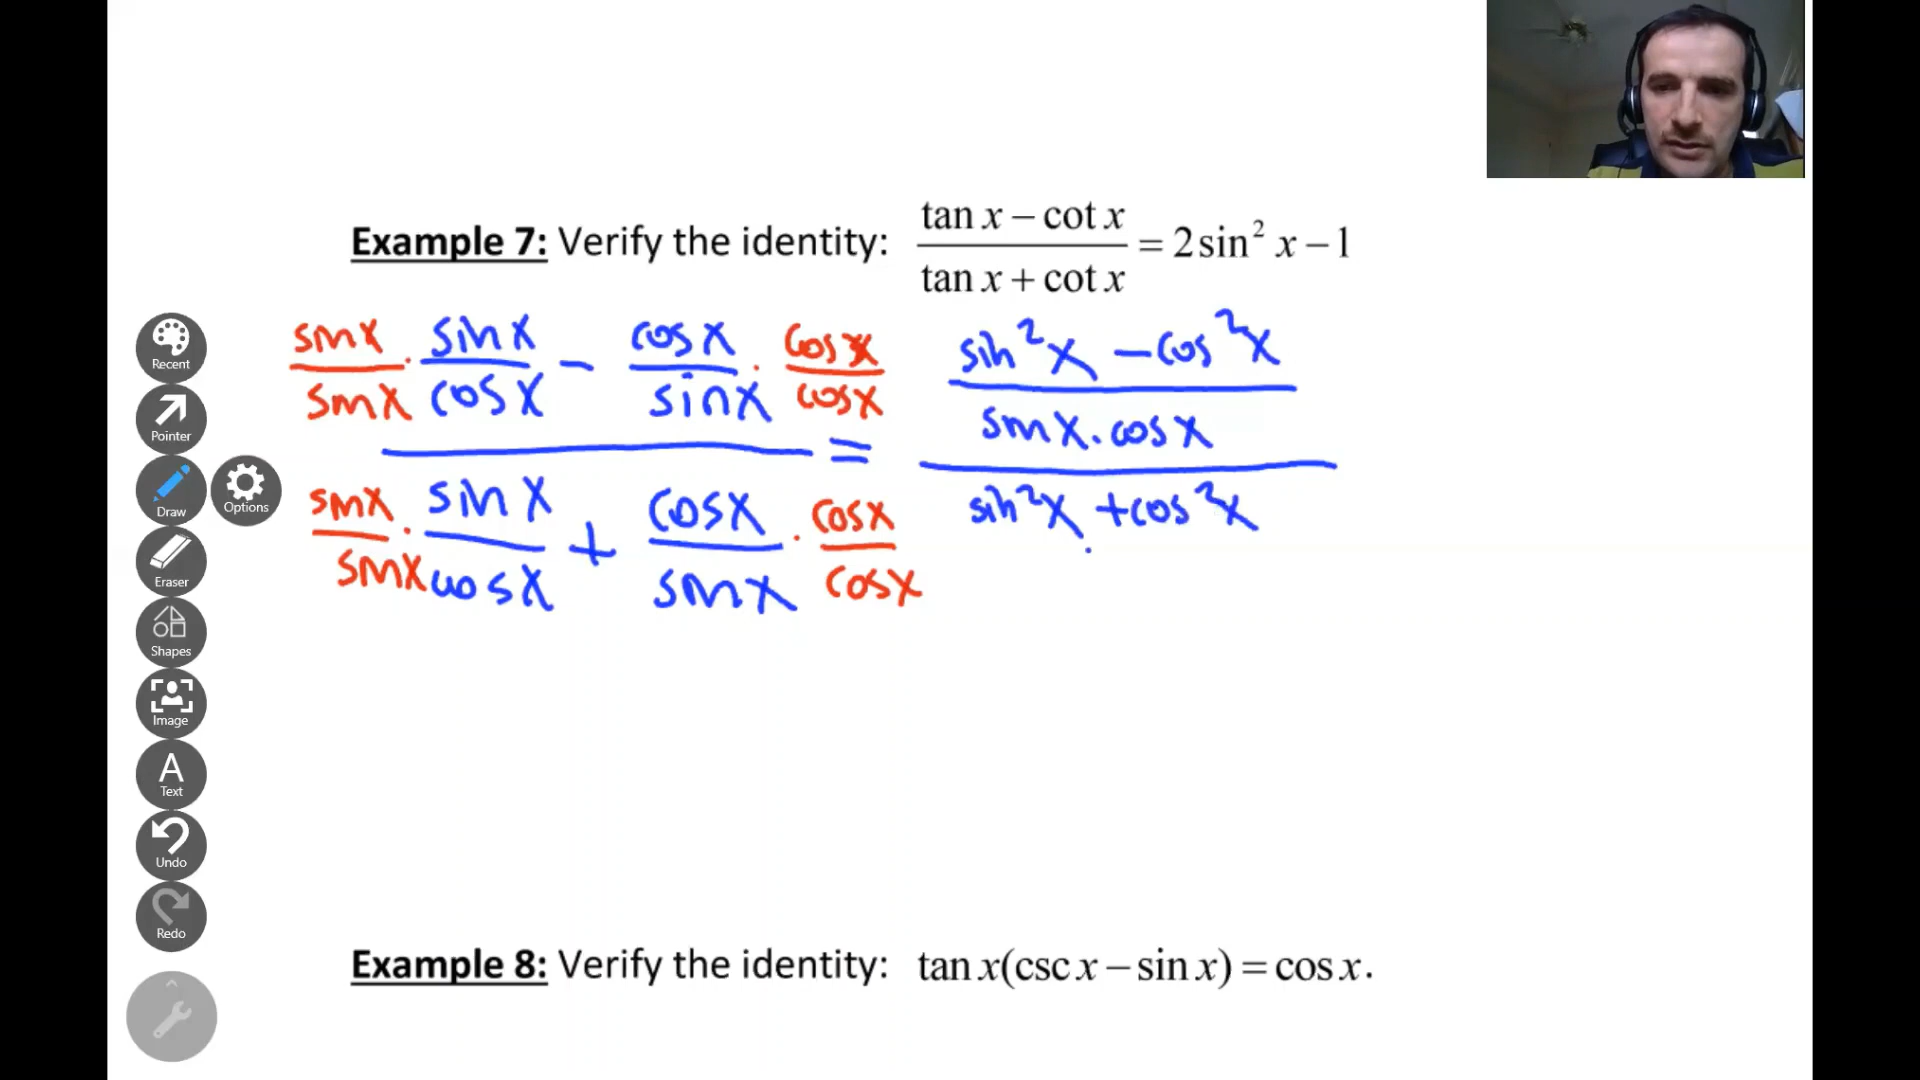 Example 7: Verify the identity: (tan x − cot x)/(tan x + cot x) = 2 sin² x − 1
sinx/sinx · sinx/cosx − cosx/sinx · cosx/cosx
sinx/sinx · sinx/cosx + cosx/sinx · cosx/cosx
=
sin²x − cos²x
sinx · cosx
sin²x + cos²x
Recent
Pointer
Draw
Options
Eraser
Shapes
Image
A
Text
Undo
Redo
Example 8: Verify the identity: tan x(csc x − sin x) = cos x.